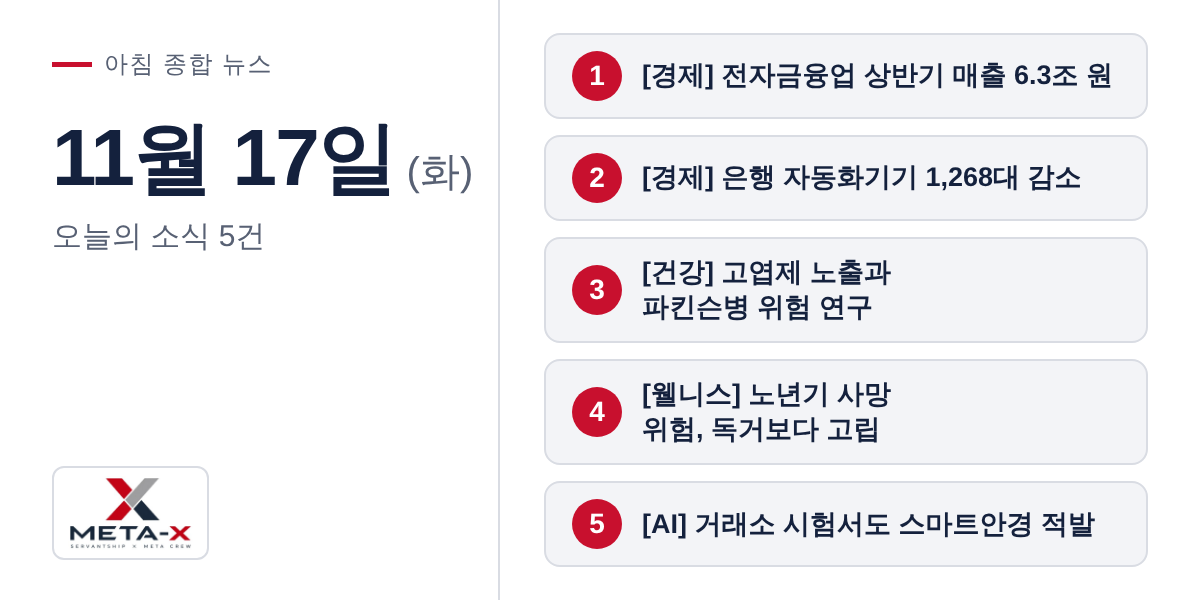 아침 종합 뉴스
11월 17일 (화)
오늘의 소식 5건
META-X
SERVANTSHIP × META CREW
1 [경제] 전자금융업 상반기 매출 6.3조 원
2 [경제] 은행 자동화기기 1,268대 감소
3 [건강] 고엽제 노출과
파킨슨병 위험 연구
4 [웰니스] 노년기 사망
위험, 독거보다 고립
5 [AI] 거래소 시험서도 스마트안경 적발